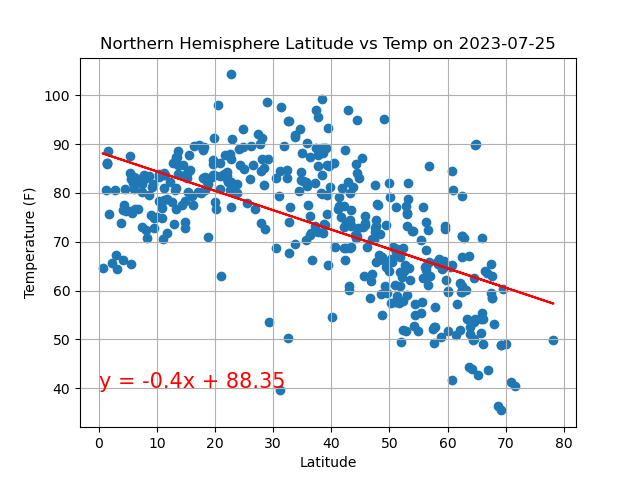 Northern Hemisphere Latitude vs Temp on 2023-07-25
Temperature (F)
100
90
80
70
60
50
40
y = -0.4x + 88.35
0 10 20 30 40 50 60 70 80
Latitude